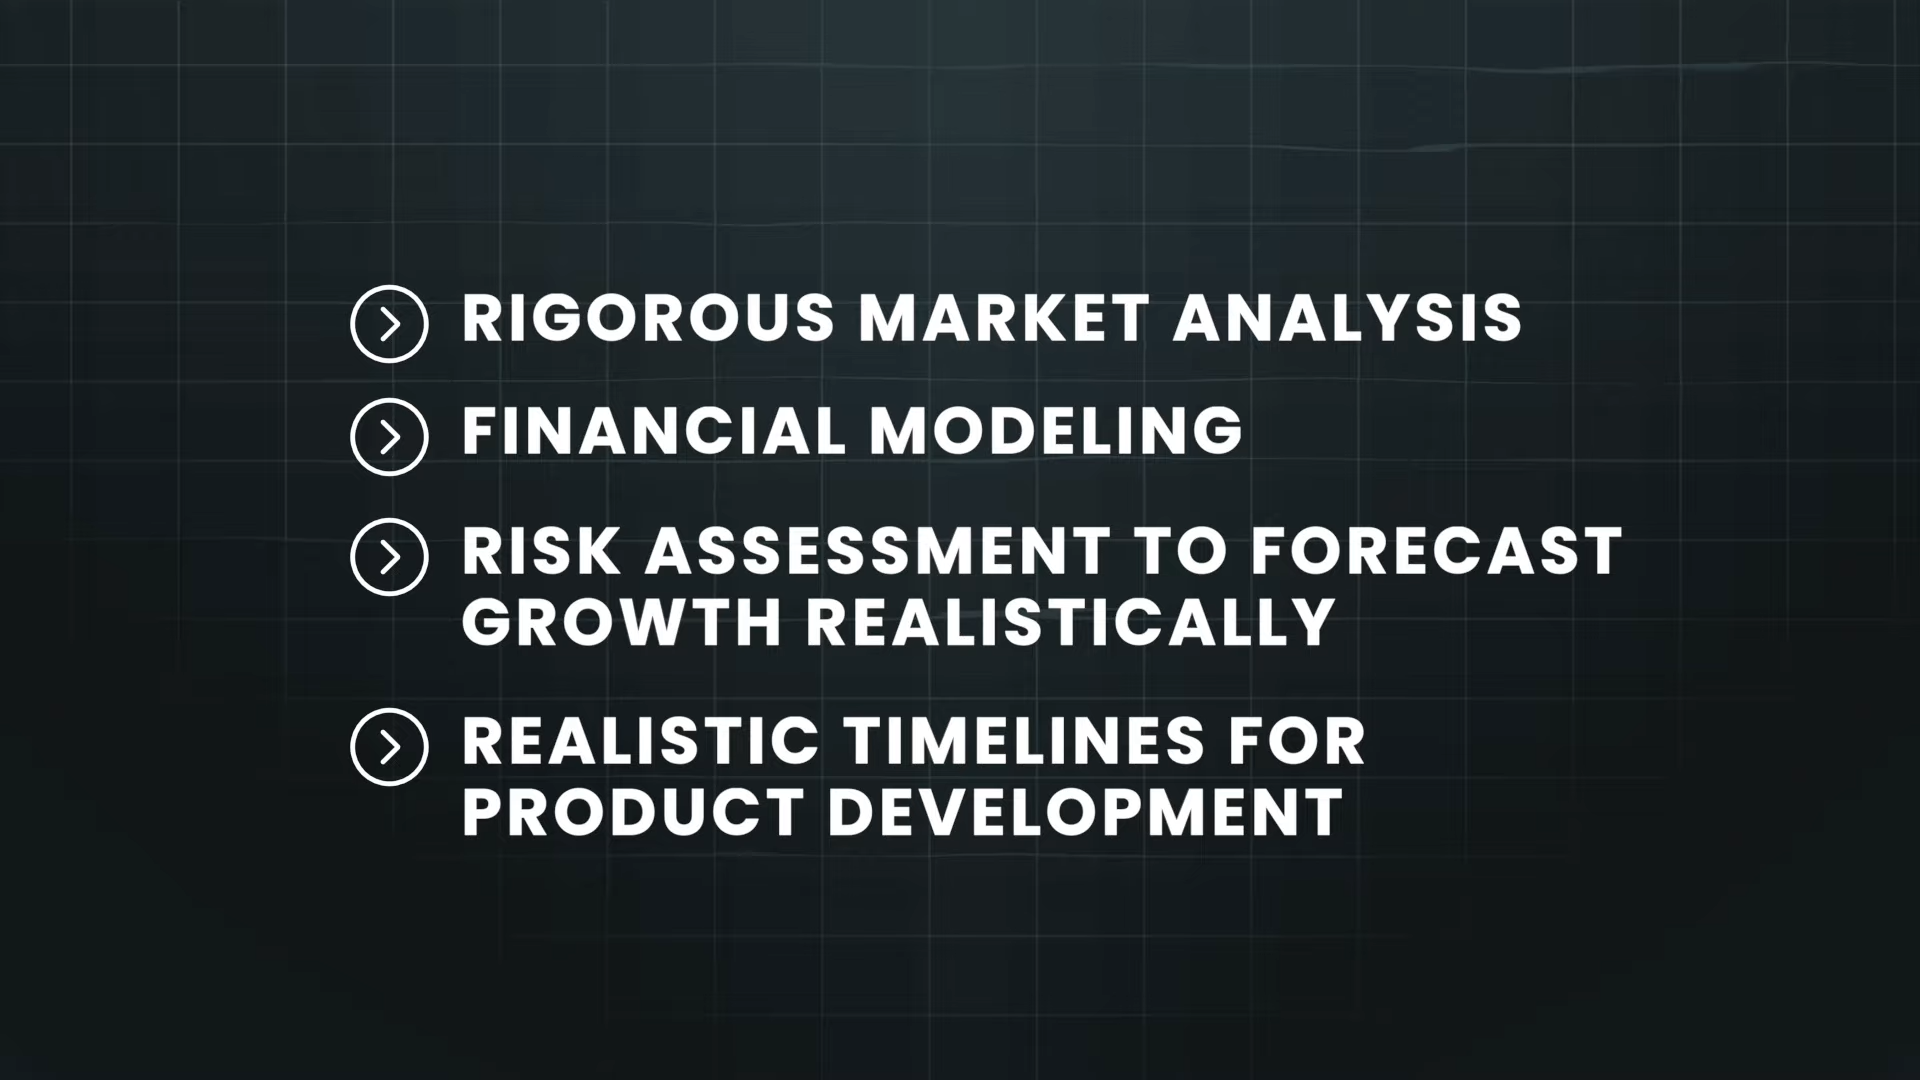 RIGOROUS MARKET ANALYSIS
FINANCIAL MODELING
RISK ASSESSMENT TO FORECAST
GROWTH REALISTICALLY
REALISTIC TIMELINES FOR
PRODUCT DEVELOPMENT